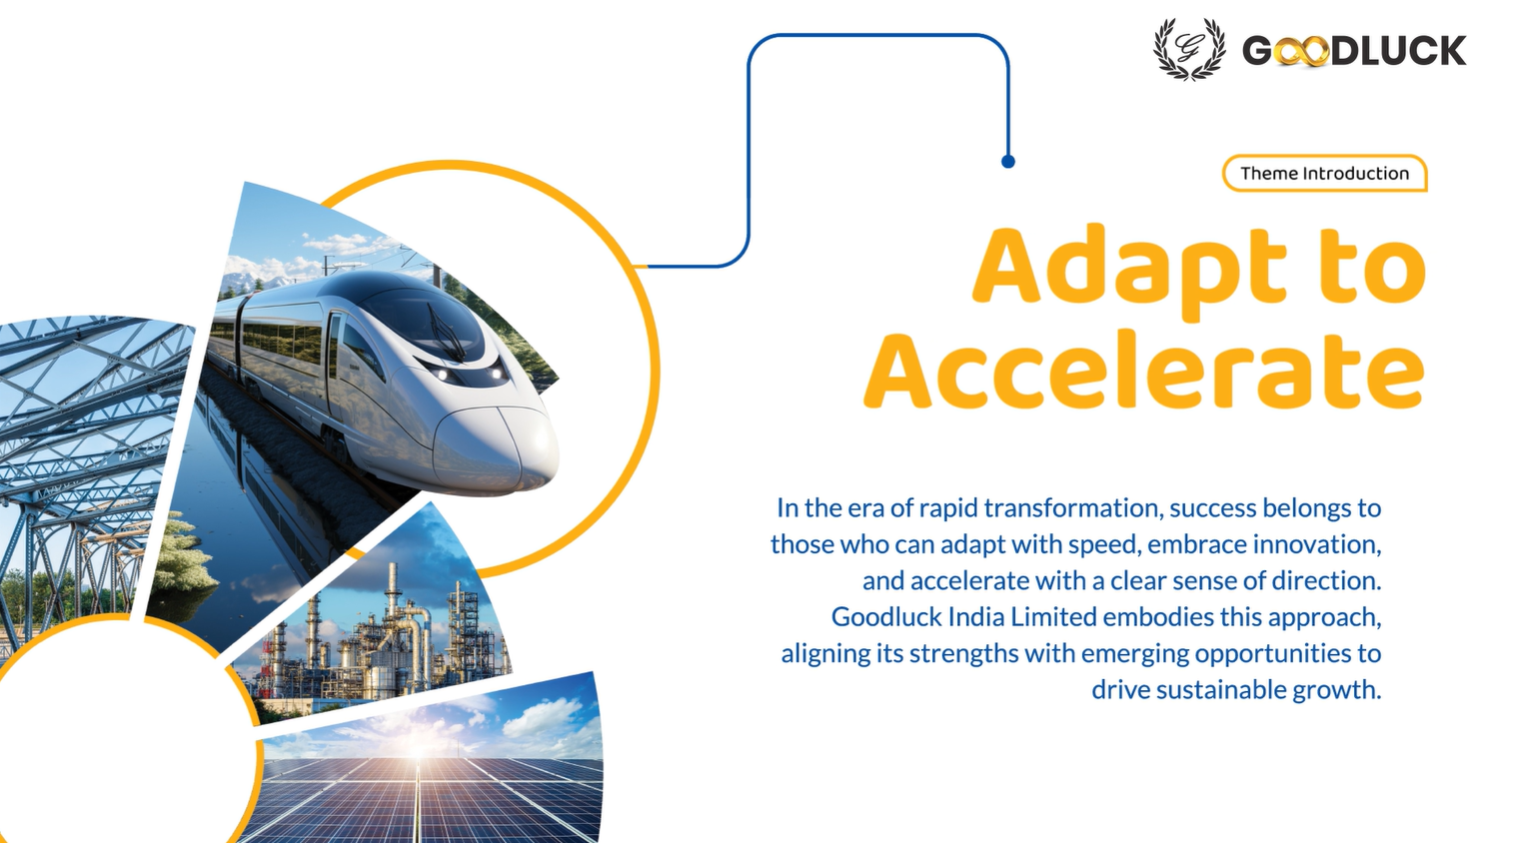 GOODLUCK
Theme Introduction
Adapt to
Accelerate
In the era of rapid transformation, success belongs to
those who can adapt with speed, embrace innovation,
and accelerate with a clear sense of direction.
Goodluck India Limited embodies this approach,
aligning its strengths with emerging opportunities to
drive sustainable growth.